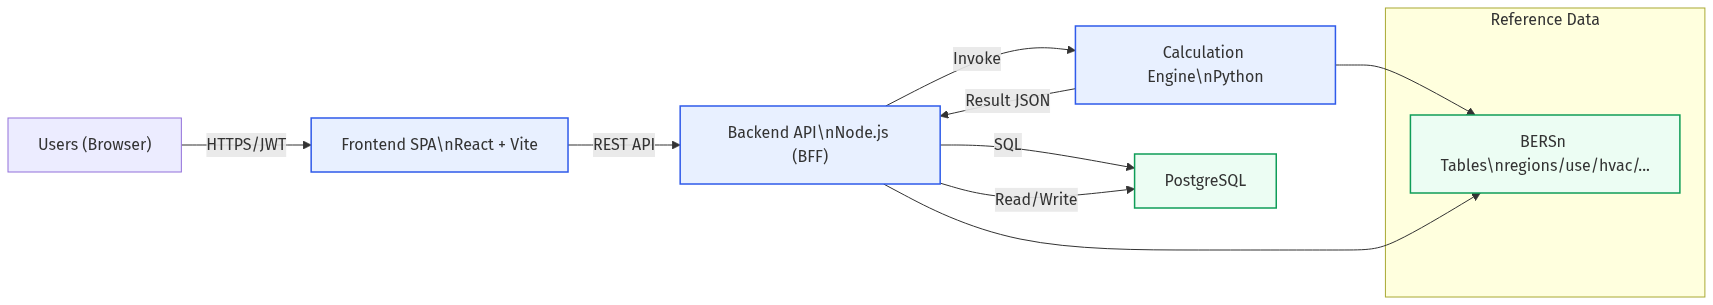 Users (Browser)
HTTPS/JWT
Frontend SPA\nReact + Vite
REST API
Backend API\nNode.js
(BFF)
Invoke
Result JSON
SQL
Read/Write
Calculation
Engine\nPython
PostgreSQL
Reference Data
BERSn
Tables\nregions/use/hvac/...